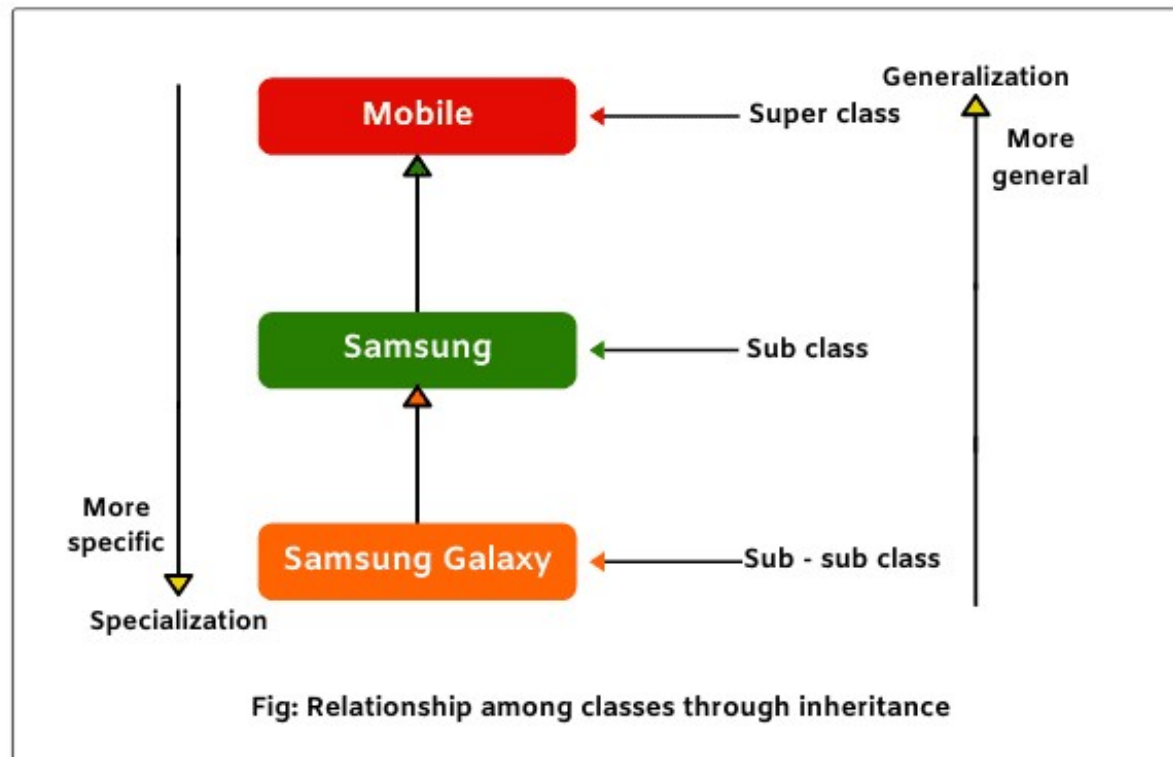 Generalization
Mobile
Super class
More
general
Samsung
Sub class
More
specific
Samsung Galaxy
Sub - sub class
Specialization
Fig: Relationship among classes through inheritance